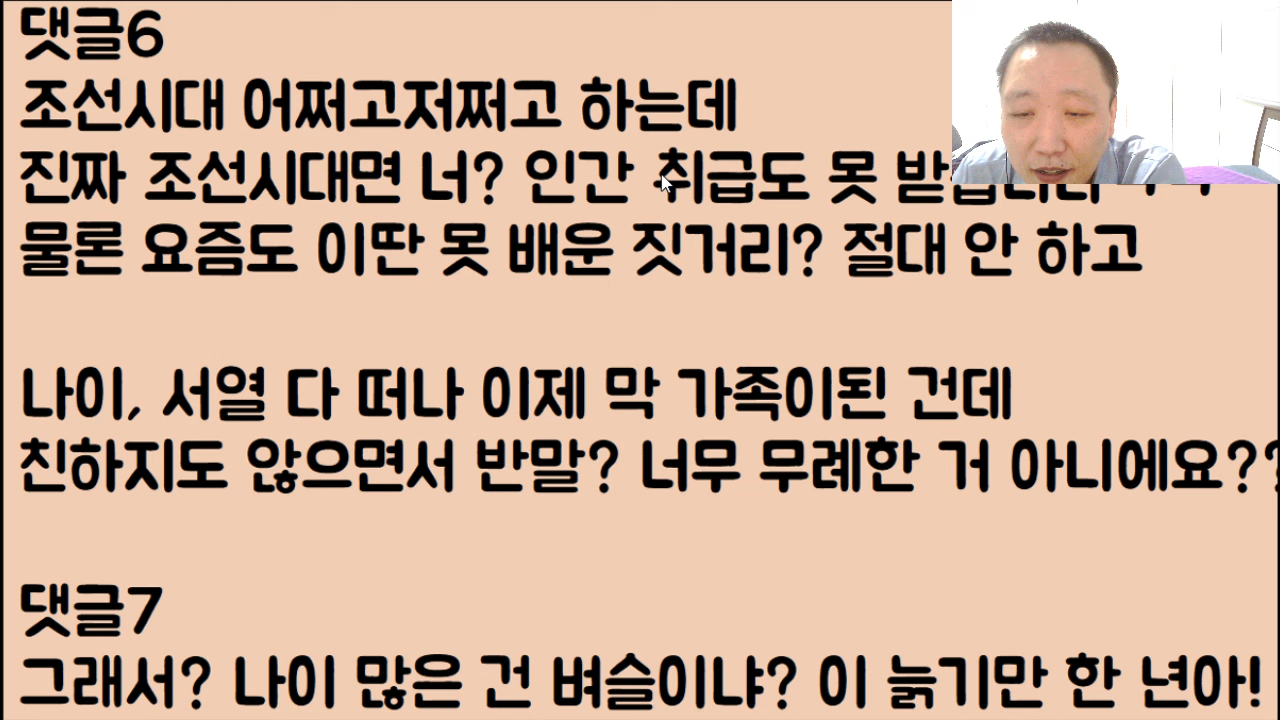 댓글6
조선시대 어쩌고저쩌고 하는데
진짜 조선시대면 너? 인간 취급도 못
물론 요즘도 이딴 못 배운 짓거리? 절대 안 하고
나이, 서열 다 떠나 이제 막 가족이된 건데
친하지도 않으면서 반말? 너무 무례한 거 아니에요??
댓글7
그래서? 나이 많은 건 벼슬이냐? 이 늙기만 한 년아!